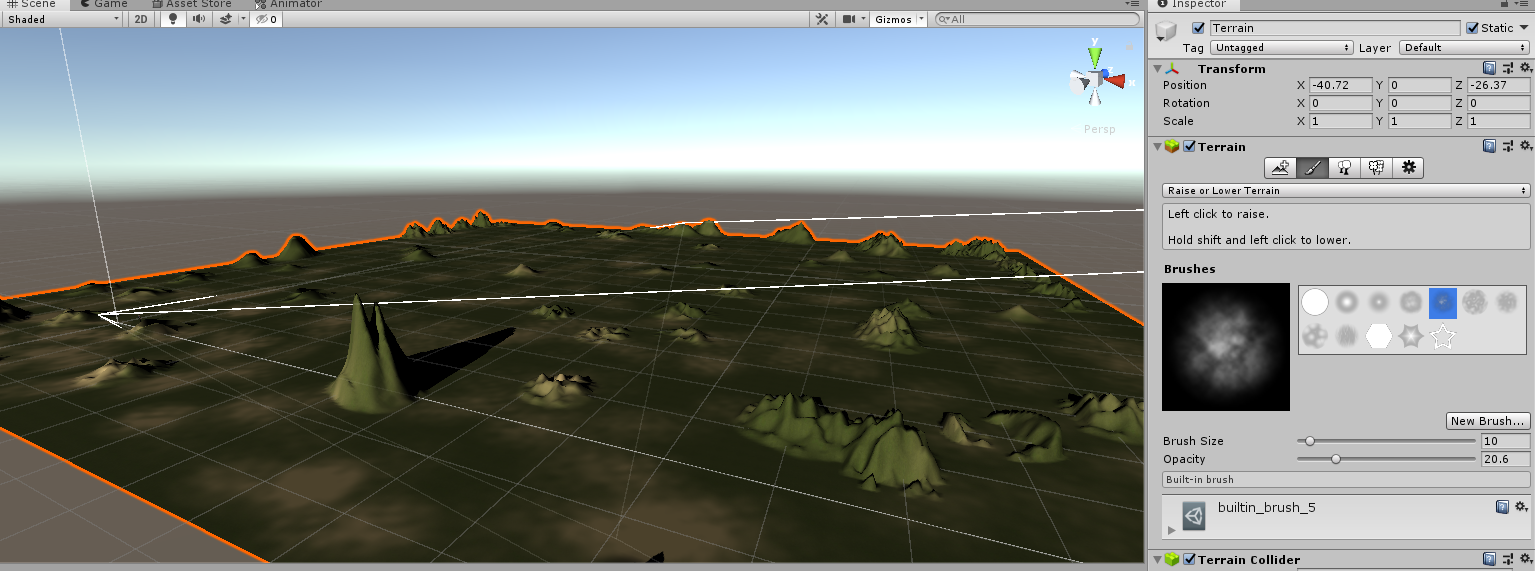 Scene Game Asset Store Animator Inspector
Shaded 2D 0 Gizmos All
y
x
Persp
Terrain Static
Tag Untagged Layer Default
Transform
Position X -40.72 Y 0 Z -26.37
Rotation X 0 Y 0 Z 0
Scale X 1 Y 1 Z 1
Terrain
Raise or Lower Terrain
Left click to raise.
Hold shift and left click to lower.
Brushes
New Brush...
Brush Size 10
Opacity 20.6
Built-in brush
builtin_brush_5
Terrain Collider